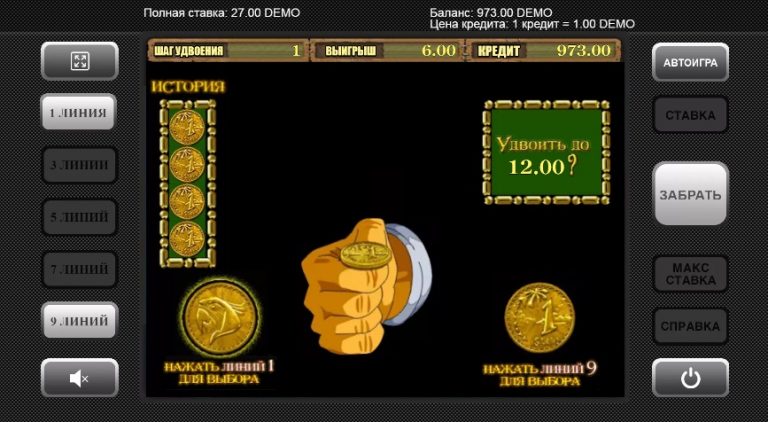 Полная ставка: 27.00 DEMO
Баланс: 973.00 DEMO
Цена кредита: 1 кредит = 1.00 DEMO
ШАГ УДВОЕНИЯ 1 ВЫИГРЫШ 6.00 КРЕДИТ 973.00
АВТОИГРА
ИСТОРИЯ
1 ЛИНИЯ
СТАВКА
УДВОИТЬ ДО
12.00?
3 ЛИНИИ
ЗАБРАТЬ
5 ЛИНИЙ
7 ЛИНИЙ
МАКС
СТАВКА
9 ЛИНИЙ
СПРАВКА
НАЖАТЬ ЛИНИЙ 1
ДЛЯ ВЫБОРА
НАЖАТЬ ЛИНИЙ 9
ДЛЯ ВЫБОРА